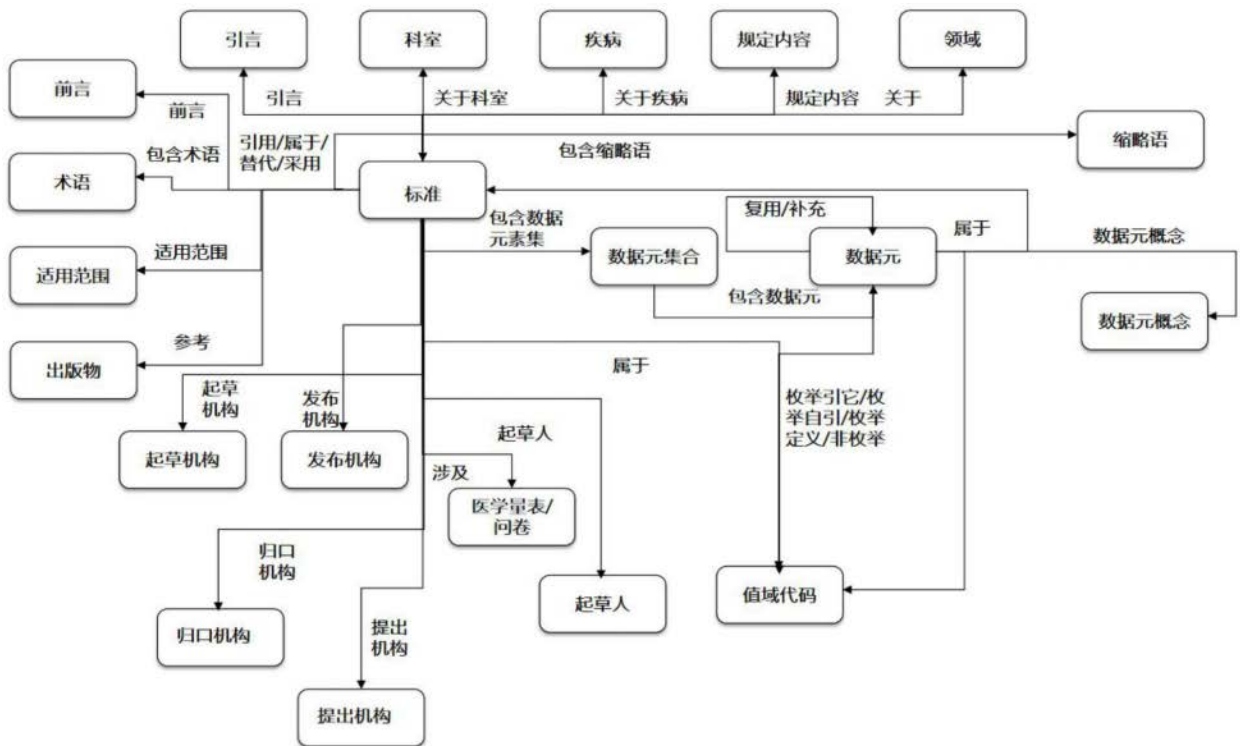 引言
科室
疾病
规定内容
领域
前言
引言
关于科室
关于疾病
规定内容
关于
前言
缩略语
包含术语
引用/属于/
替代/采用
包含缩略语
术语
标准
复用/补充
包含数据
元素集
属于
数据元概念
适用范围
适用范围
数据元集合
数据元
包含数据元
数据元概念
参考
出版物
属于
起草
机构
发布
机构
枚举引它/枚
举自引/枚举
定义/非枚举
起草人
起草机构
发布机构
涉及
医学量表/
问卷
归口
机构
起草人
值域代码
归口机构
提出
机构
提出机构